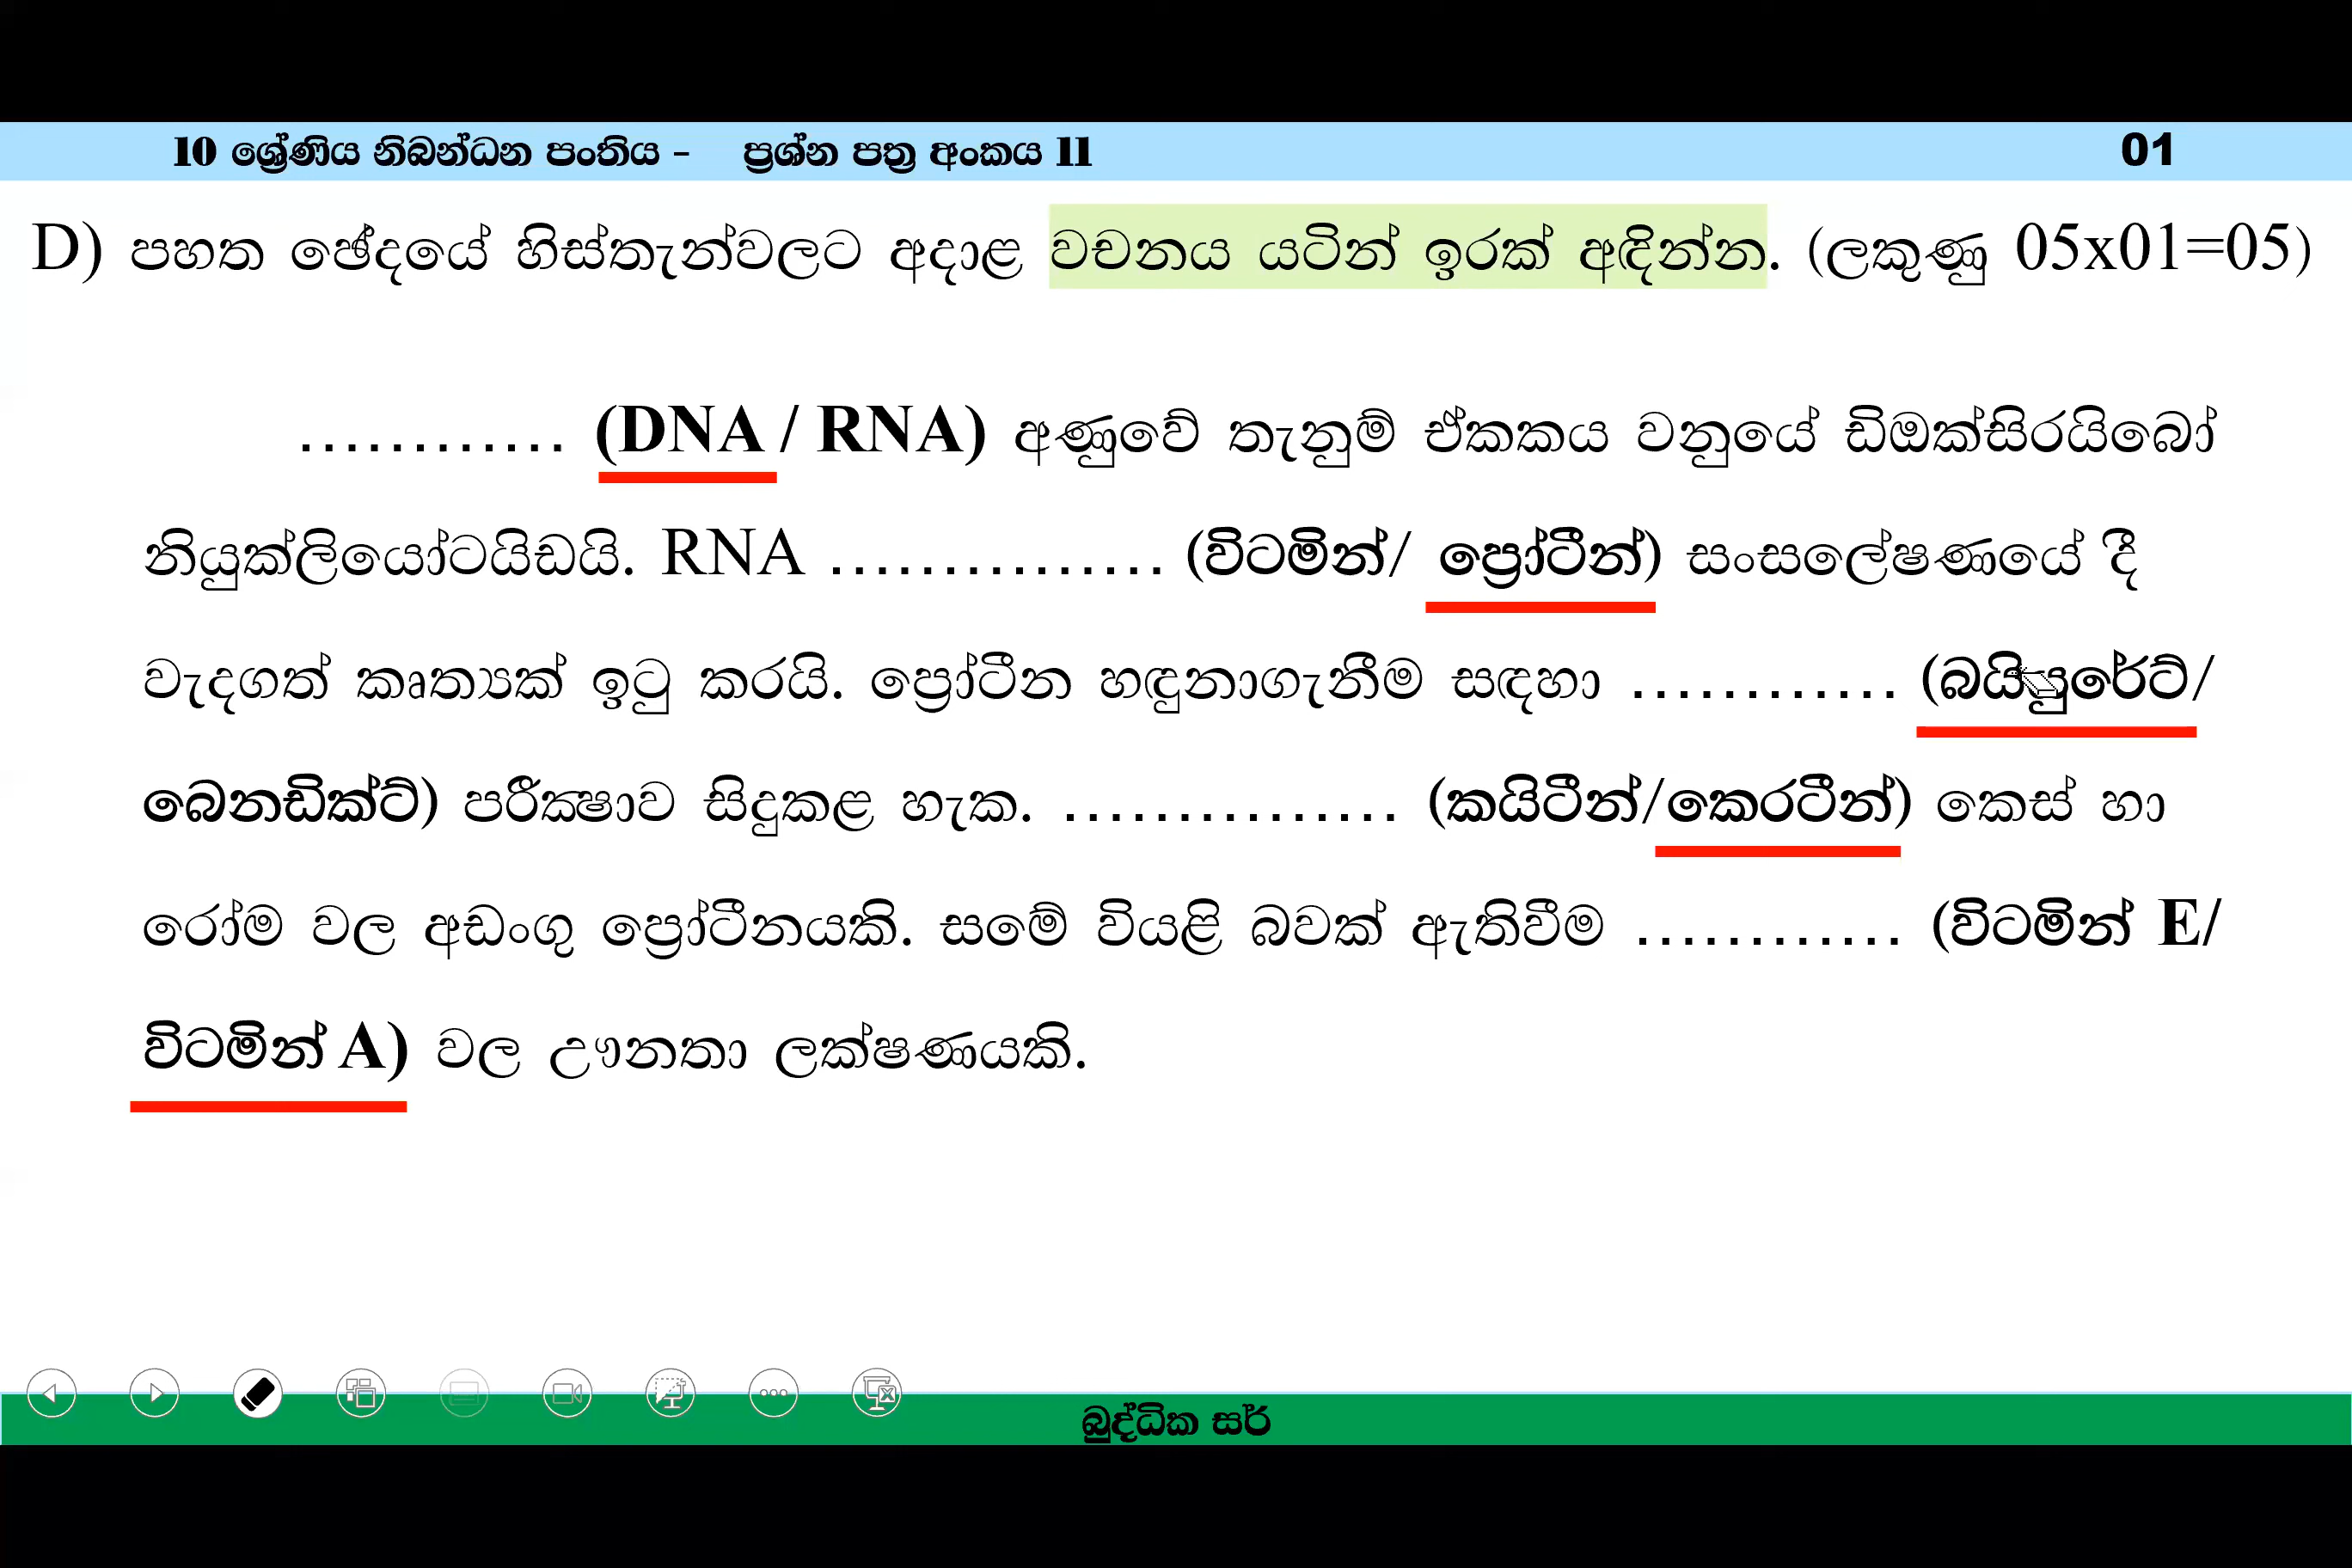 10 ශ්‍රේණිය නිබන්ධන පංතිය - ප්‍රශ්න පත්‍ර අංකය 11 01
D) පහත ඡේදයේ හිස්තැන්වලට අදාළ වචනය යටින් ඉරක් අඳින්න. (ලකුණු 05x01=05)
………… (DNA / RNA) අණුවේ තැනුම් ඒකකය වනුයේ ඩිඔක්සිරයිබෝ
නියුක්ලියෝටයිඩයි. RNA …………… (විටමින්/ ප්‍රෝටීන්) සංසලේෂණයේ දී
වැදගත් කෘත්‍යක් ඉටු කරයි. ප්‍රෝටීන හඳුනාගැනීම සඳහා ………… (බයියුරේට්/
බෙනඩික්ට්) පරීක්‍ෂාව සිදුකළ හැක. …………… (කයිටීන්/කෙරටීන්) කෙස් හා
රෝම වල අඩංගු ප්‍රෝටීනයකි. සමේ වියළි බවක් ඇතිවීම ………… (විටමින් E/
විටමින් A) වල ඌනතා ලක්ෂණයකි.
බුද්ධික සර්